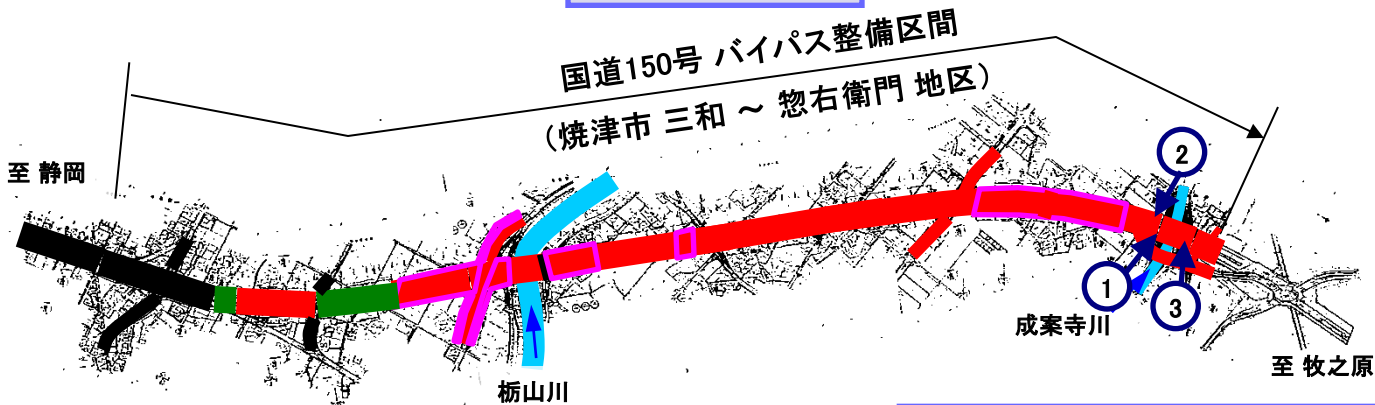 国道150号 バイパス整備区間
(焼津市 三和 ～ 惣右衛門 地区)
至 静岡
2
1
3
成案寺川
至 牧之原
栃山川